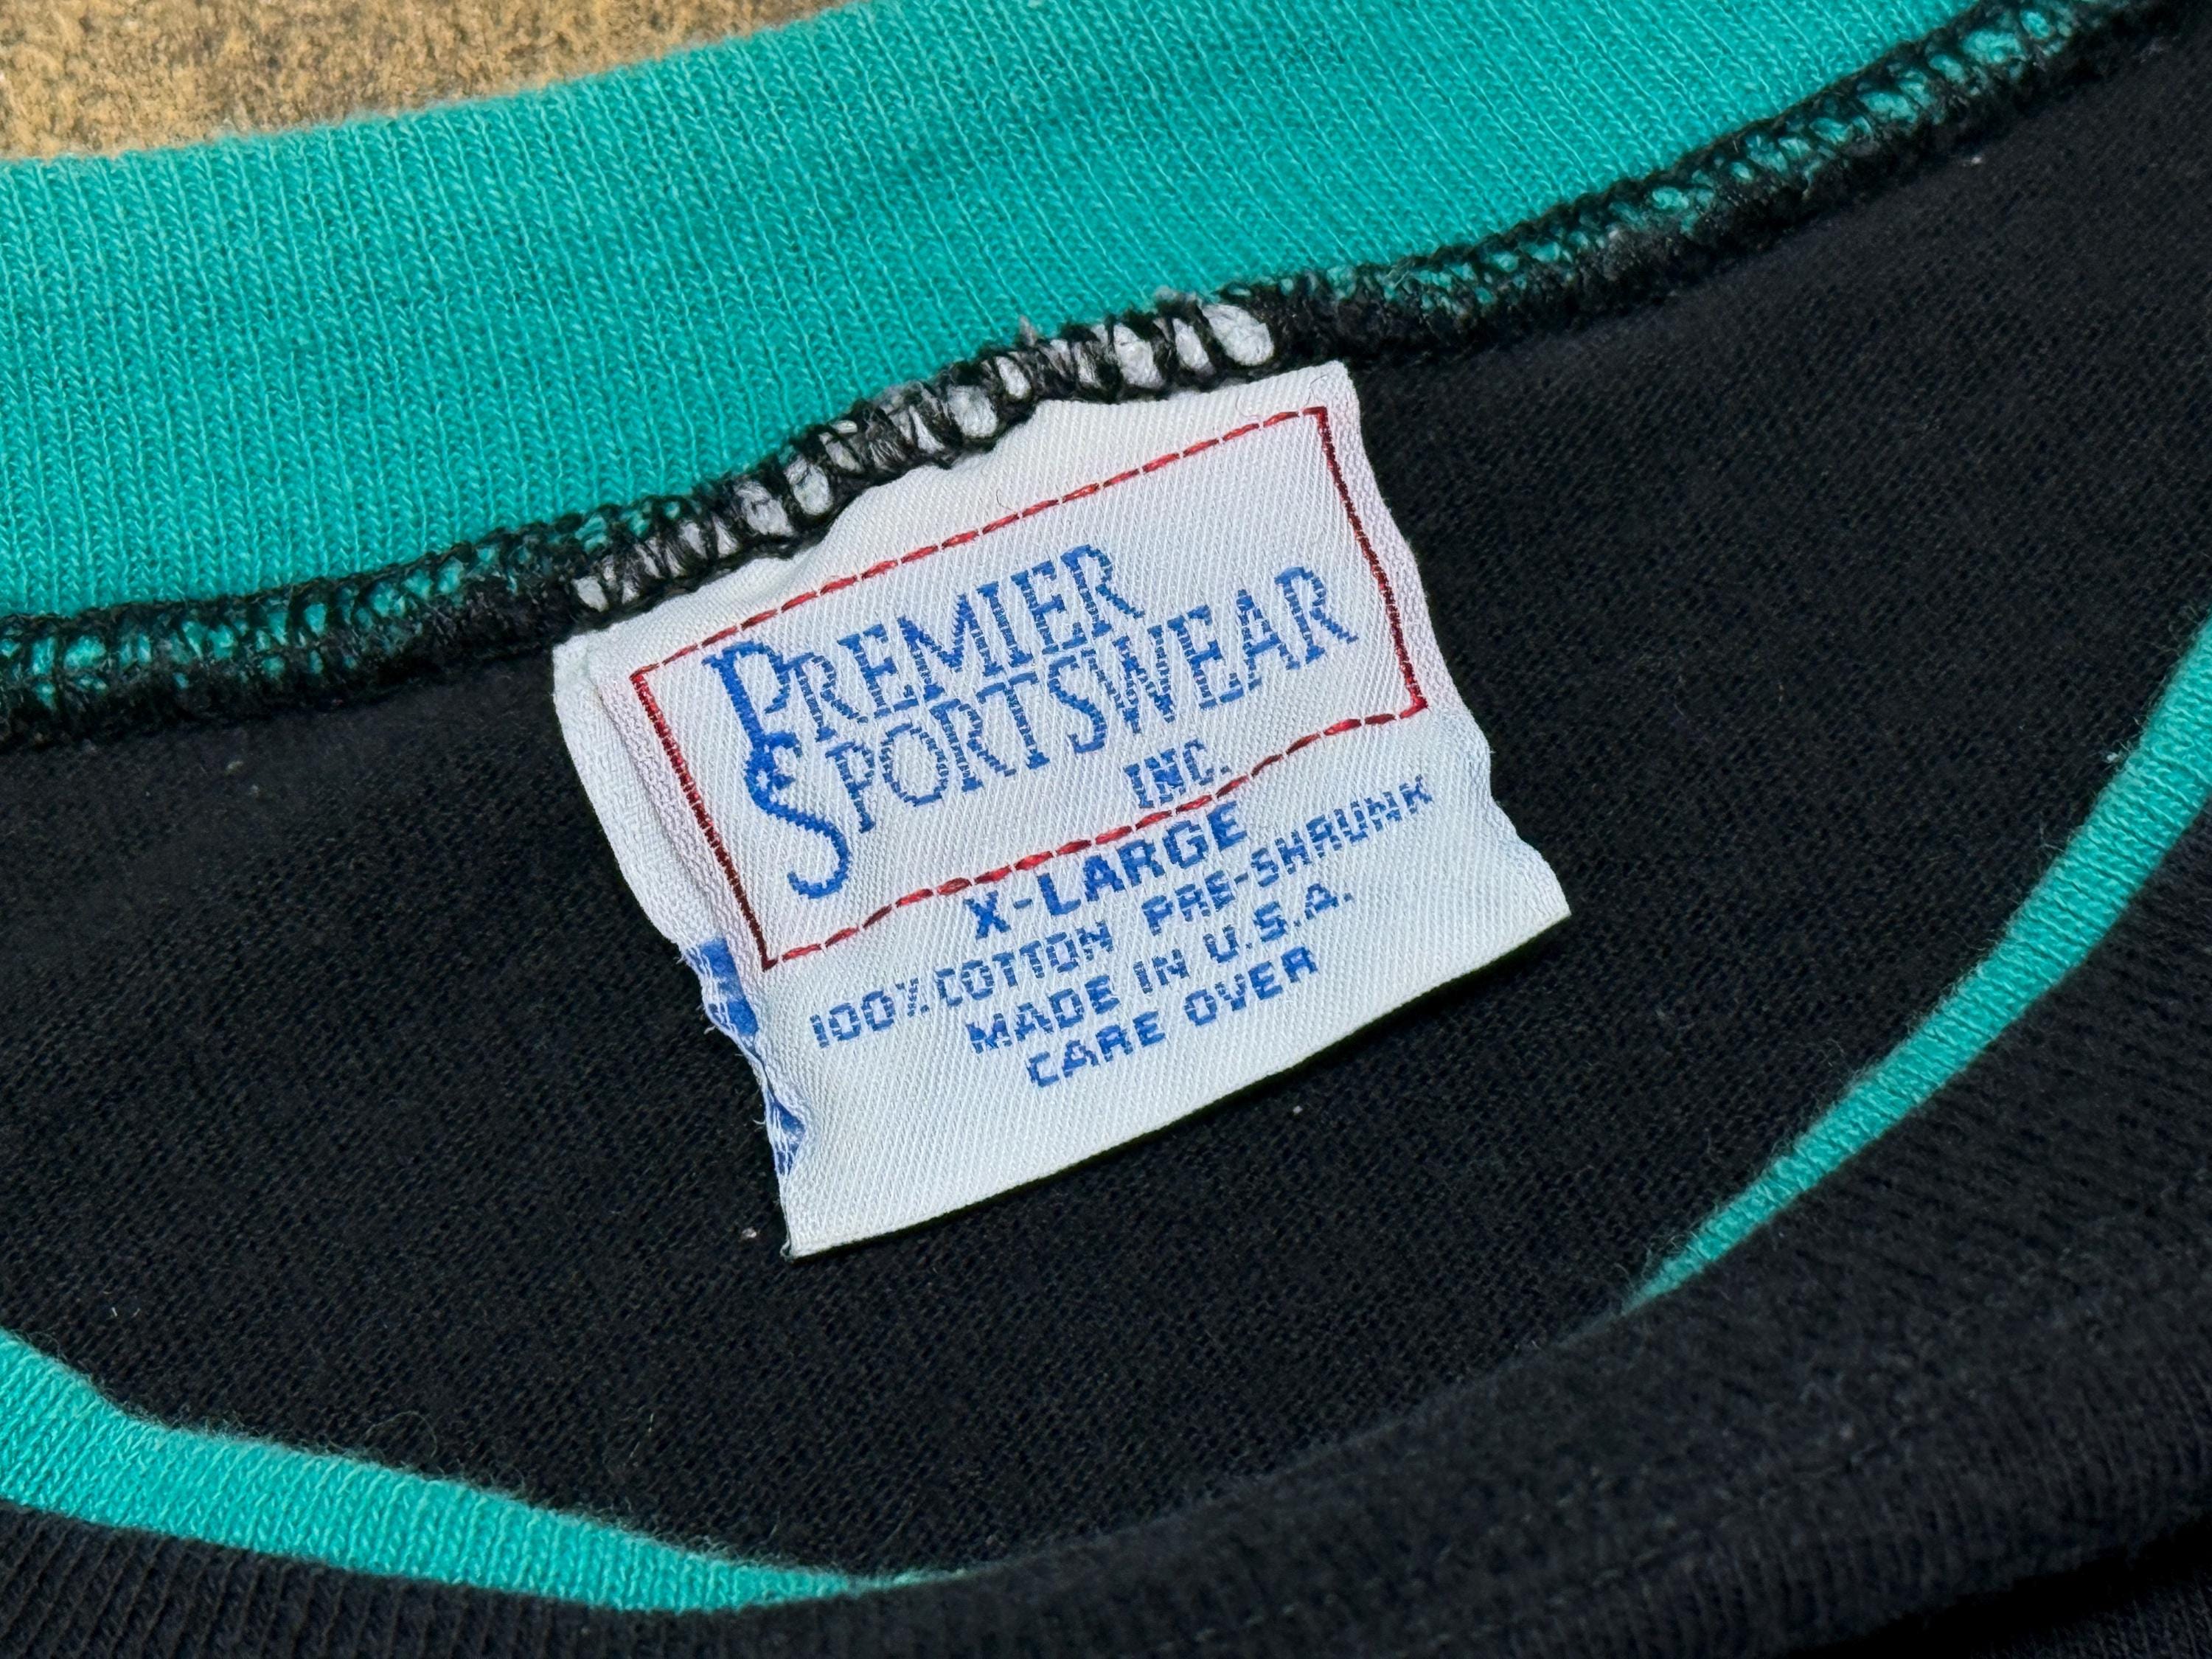 PREMIER
SPORTSWEAR
INC.
X-LARGE
100% COTTON PRE-SHRUNK
MADE IN U.S.A.
CARE OVER